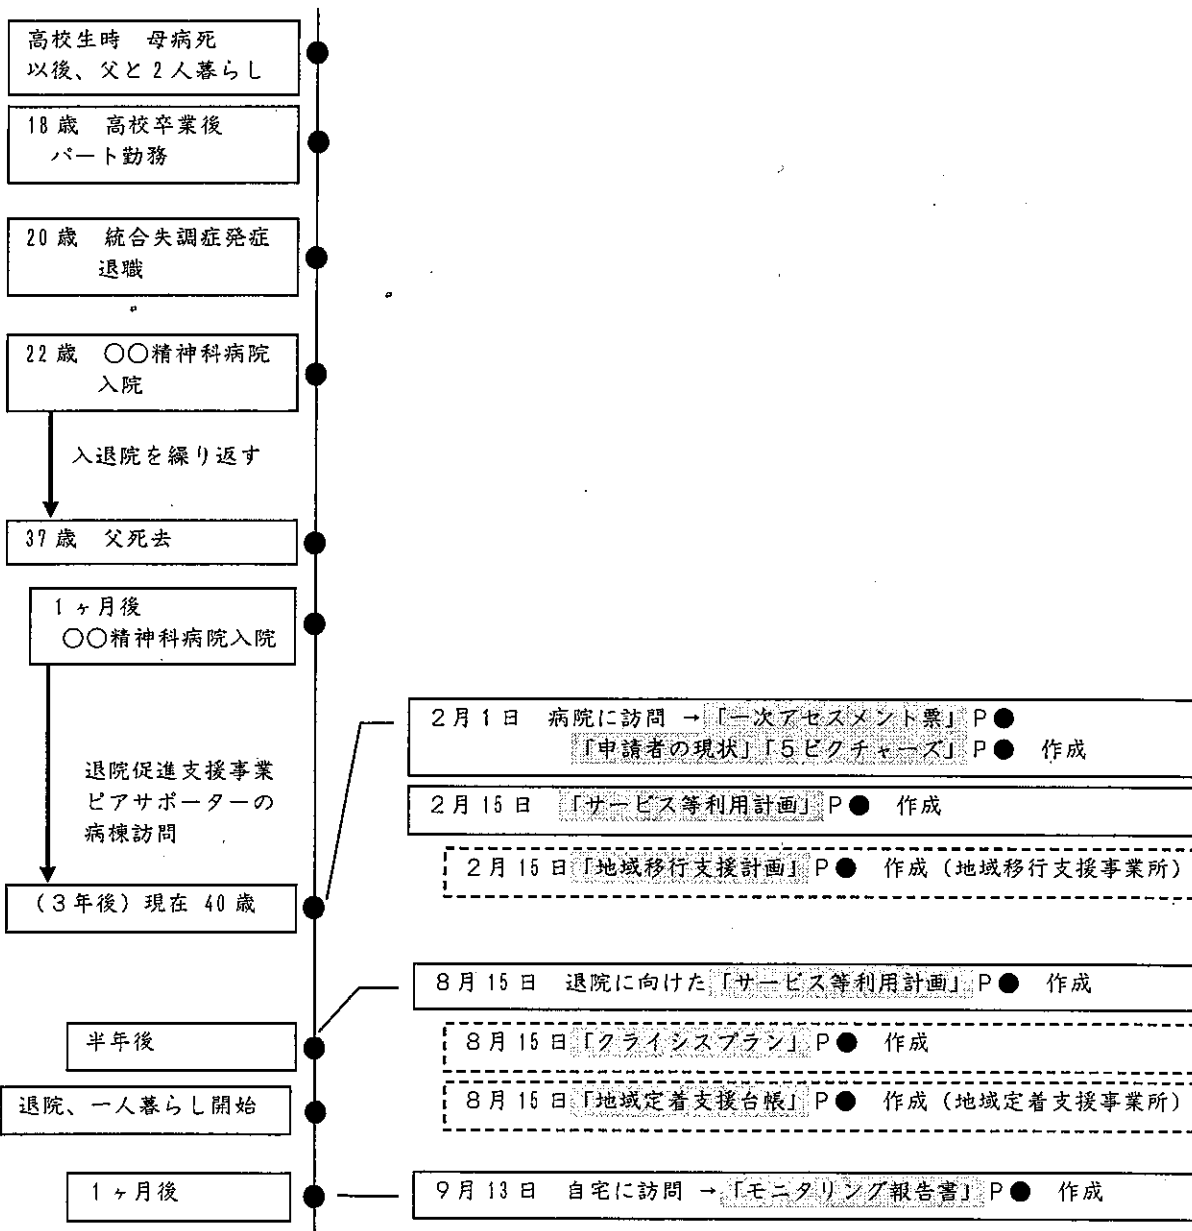 高校生時　母病死
以後、父と2人暮らし
18歳　高校卒業後
パート勤務
20歳　統合失調症発症
退職
22歳　○○精神科病院
入院
入退院を繰り返す
37歳　父死去
1ヶ月後
○○精神科病院入院
退院促進支援事業
ピアサポーターの
病棟訪問
（3年後）現在 40歳
2月1日　病院に訪問 →「一次アセスメント票」P●
「申請者の現状」「5ピクチャーズ」P●　作成
2月15日　「サービス等利用計画」P●　作成
2月15日「地域移行支援計画」P●　作成（地域移行支援事業所）
8月15日　退院に向けた「サービス等利用計画」P●　作成
半年後
8月15日「クライシスプラン」P●　作成
退院、一人暮らし開始
8月15日「地域定着支援台帳」P●　作成（地域定着支援事業所）
1ヶ月後
9月13日　自宅に訪問 →「モニタリング報告書」P●　作成